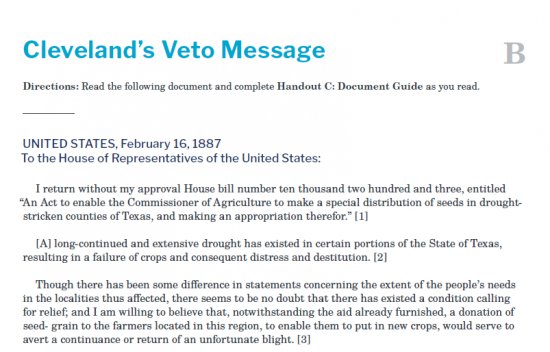 Cleveland's Veto Message
B
Directions: Read the following document and complete Handout C: Document Guide as you read.
UNITED STATES, February 16, 1887
To the House of Representatives of the United States:
I return without my approval House bill number ten thousand two hundred and three, entitled
“An Act to enable the Commissioner of Agriculture to make a special distribution of seeds in drought-
stricken counties of Texas, and making an appropriation therefor.” [1]
[A] long-continued and extensive drought has existed in certain portions of the State of Texas,
resulting in a failure of crops and consequent distress and destitution. [2]
Though there has been some difference in statements concerning the extent of the people’s needs
in the localities thus affected, there seems to be no doubt that there has existed a condition calling
for relief; and I am willing to believe that, notwithstanding the aid already furnished, a donation of
seed- grain to the farmers located in this region, to enable them to put in new crops, would serve to
avert a continuance or return of an unfortunate blight. [3]